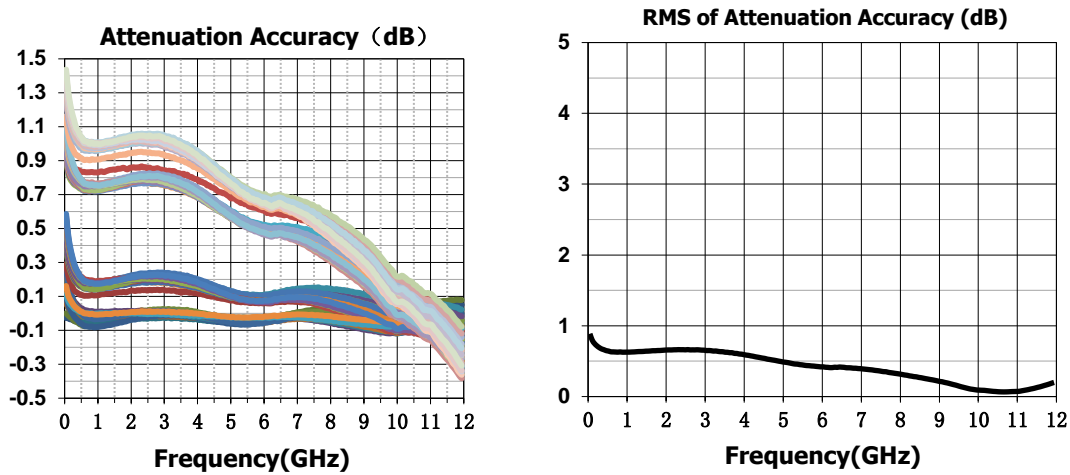 Attenuation Accuracy（dB）
1.5
1.3
1.1
0.9
0.7
0.5
0.3
0.1
-0.1
-0.3
-0.5
0 1 2 3 4 5 6 7 8 9 10 11 12
Frequency(GHz)
RMS of Attenuation Accuracy (dB)
5
4
3
2
1
0
0 1 2 3 4 5 6 7 8 9 10 11 12
Frequency(GHz)